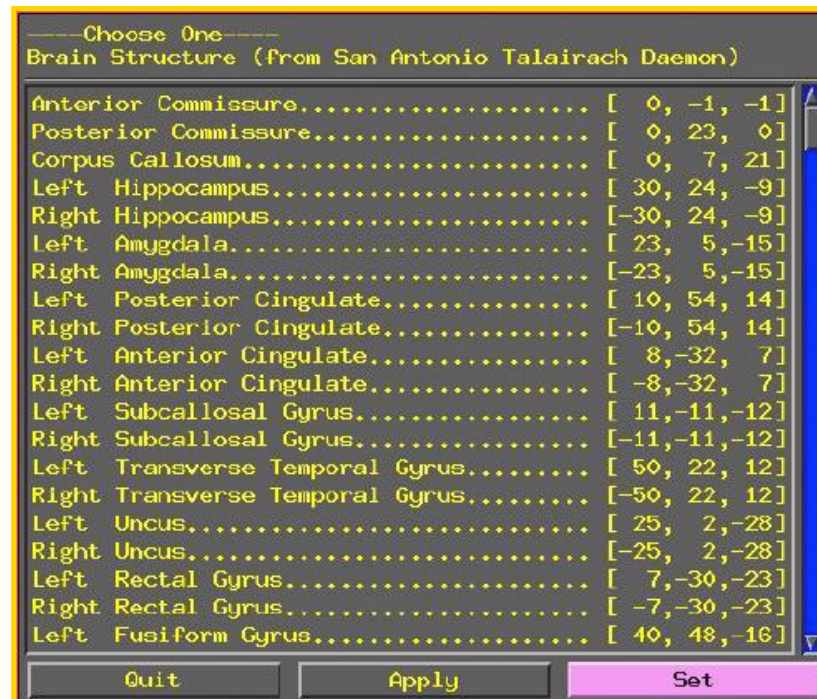 ----Choose One----
Brain Structure (from San Antonio Talairach Daemon)
Anterior Commissure....................... [  0, -1, -1]
Posterior Commissure...................... [  0, 23,  0]
Corpus Callosum........................... [  0,  7, 21]
Left  Hippocampus......................... [ 30, 24, -9]
Right Hippocampus......................... [-30, 24, -9]
Left  Amygdala............................ [ 23,  5,-15]
Right Amygdala............................ [-23,  5,-15]
Left  Posterior Cingulate................. [ 10, 54, 14]
Right Posterior Cingulate................. [-10, 54, 14]
Left  Anterior Cingulate.................. [  8,-32,  7]
Right Anterior Cingulate.................. [ -8,-32,  7]
Left  Subcallosal Gyrus................... [ 11,-11,-12]
Right Subcallosal Gyrus................... [-11,-11,-12]
Left  Transverse Temporal Gyrus........... [ 50, 22, 12]
Right Transverse Temporal Gyrus........... [-50, 22, 12]
Left  Uncus............................... [ 25,  2,-28]
Right Uncus............................... [-25,  2,-28]
Left  Rectal Gyrus........................ [  7,-30,-23]
Right Rectal Gyrus........................ [ -7,-30,-23]
Left  Fusiform Gyrus...................... [ 40, 48,-16]
Quit Apply Set